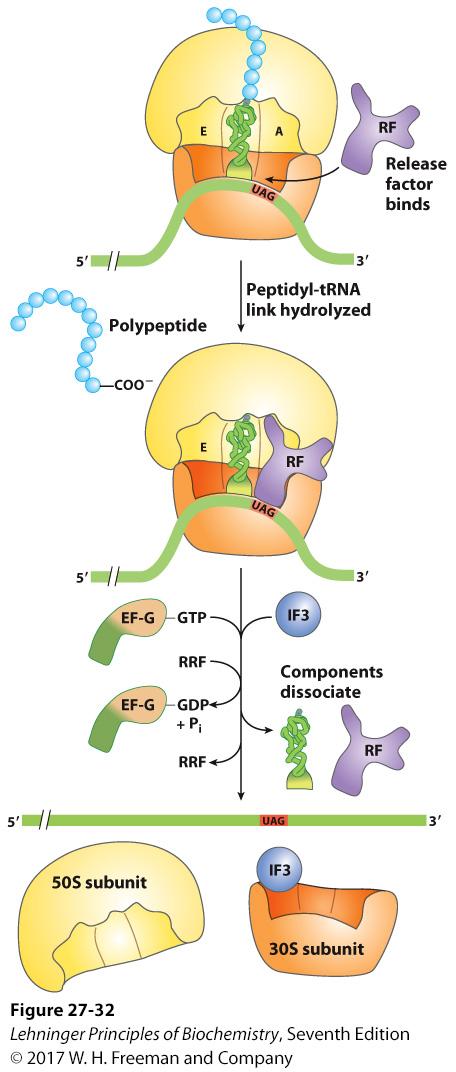 E
A
RF
Release
factor
binds
UAG
5′
3′
Peptidyl-tRNA
link hydrolyzed
Polypeptide
COO⁻
E
RF
UAG
5′
3′
EF-G
GTP
IF3
RRF
Components
dissociate
EF-G
GDP
+ Pᵢ
RF
RRF
5′
UAG
3′
50S subunit
IF3
30S subunit
Figure 27-32
Lehninger Principles of Biochemistry, Seventh Edition
© 2017 W. H. Freeman and Company